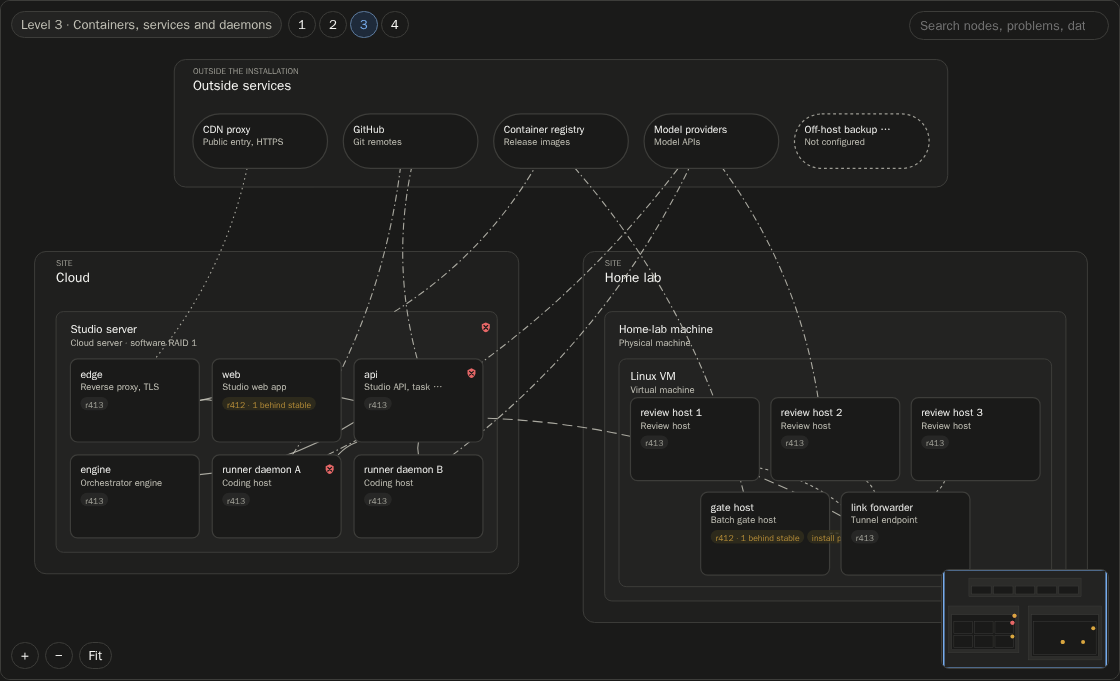 Level 3 · Containers, services and daemons
1
2
3
4
Search nodes, problems, dat
OUTSIDE THE INSTALLATION
Outside services
CDN proxy
Public entry, HTTPS
GitHub
Git remotes
Container registry
Release images
Model providers
Model APIs
Off-host backup ···
Not configured
SITE
Cloud
Studio server
Cloud server · software RAID 1
edge
Reverse proxy, TLS
r413
web
Studio web app
r412 · 1 behind stable
api
Studio API, task ···
r413
engine
Orchestrator engine
r413
runner daemon A
Coding host
r413
runner daemon B
Coding host
r413
SITE
Home lab
Home-lab machine
Physical machine
Linux VM
Virtual machine
review host 1
Review host
r413
review host 2
Review host
r413
review host 3
Review host
r413
gate host
Batch gate host
r412 · 1 behind stable
install p
link forwarder
Tunnel endpoint
r413
+
−
Fit